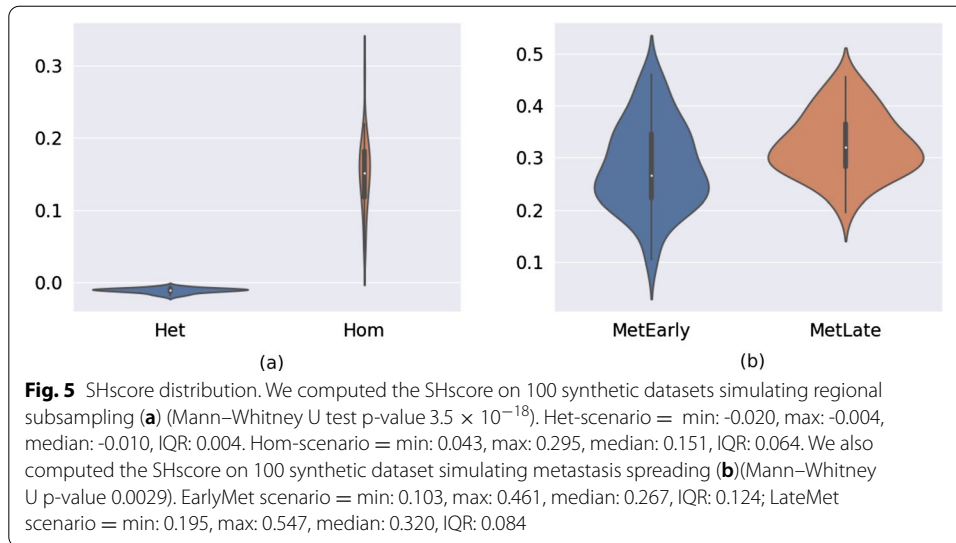 0.3
0.2
0.1
0.0
Het
Hom
(a)
0.5
0.4
0.3
0.2
0.1
MetEarly
MetLate
(b)
Fig. 5 SHscore distribution. We computed the SHscore on 100 synthetic datasets simulating regional
subsampling (a) (Mann–Whitney U test p-value 3.5 × 10−18). Het-scenario = min: -0.020, max: -0.004,
median: -0.010, IQR: 0.004. Hom-scenario = min: 0.043, max: 0.295, median: 0.151, IQR: 0.064. We also
computed the SHscore on 100 synthetic dataset simulating metastasis spreading (b)(Mann–Whitney
U p-value 0.0029). EarlyMet scenario = min: 0.103, max: 0.461, median: 0.267, IQR: 0.124; LateMet
scenario = min: 0.195, max: 0.547, median: 0.320, IQR: 0.084